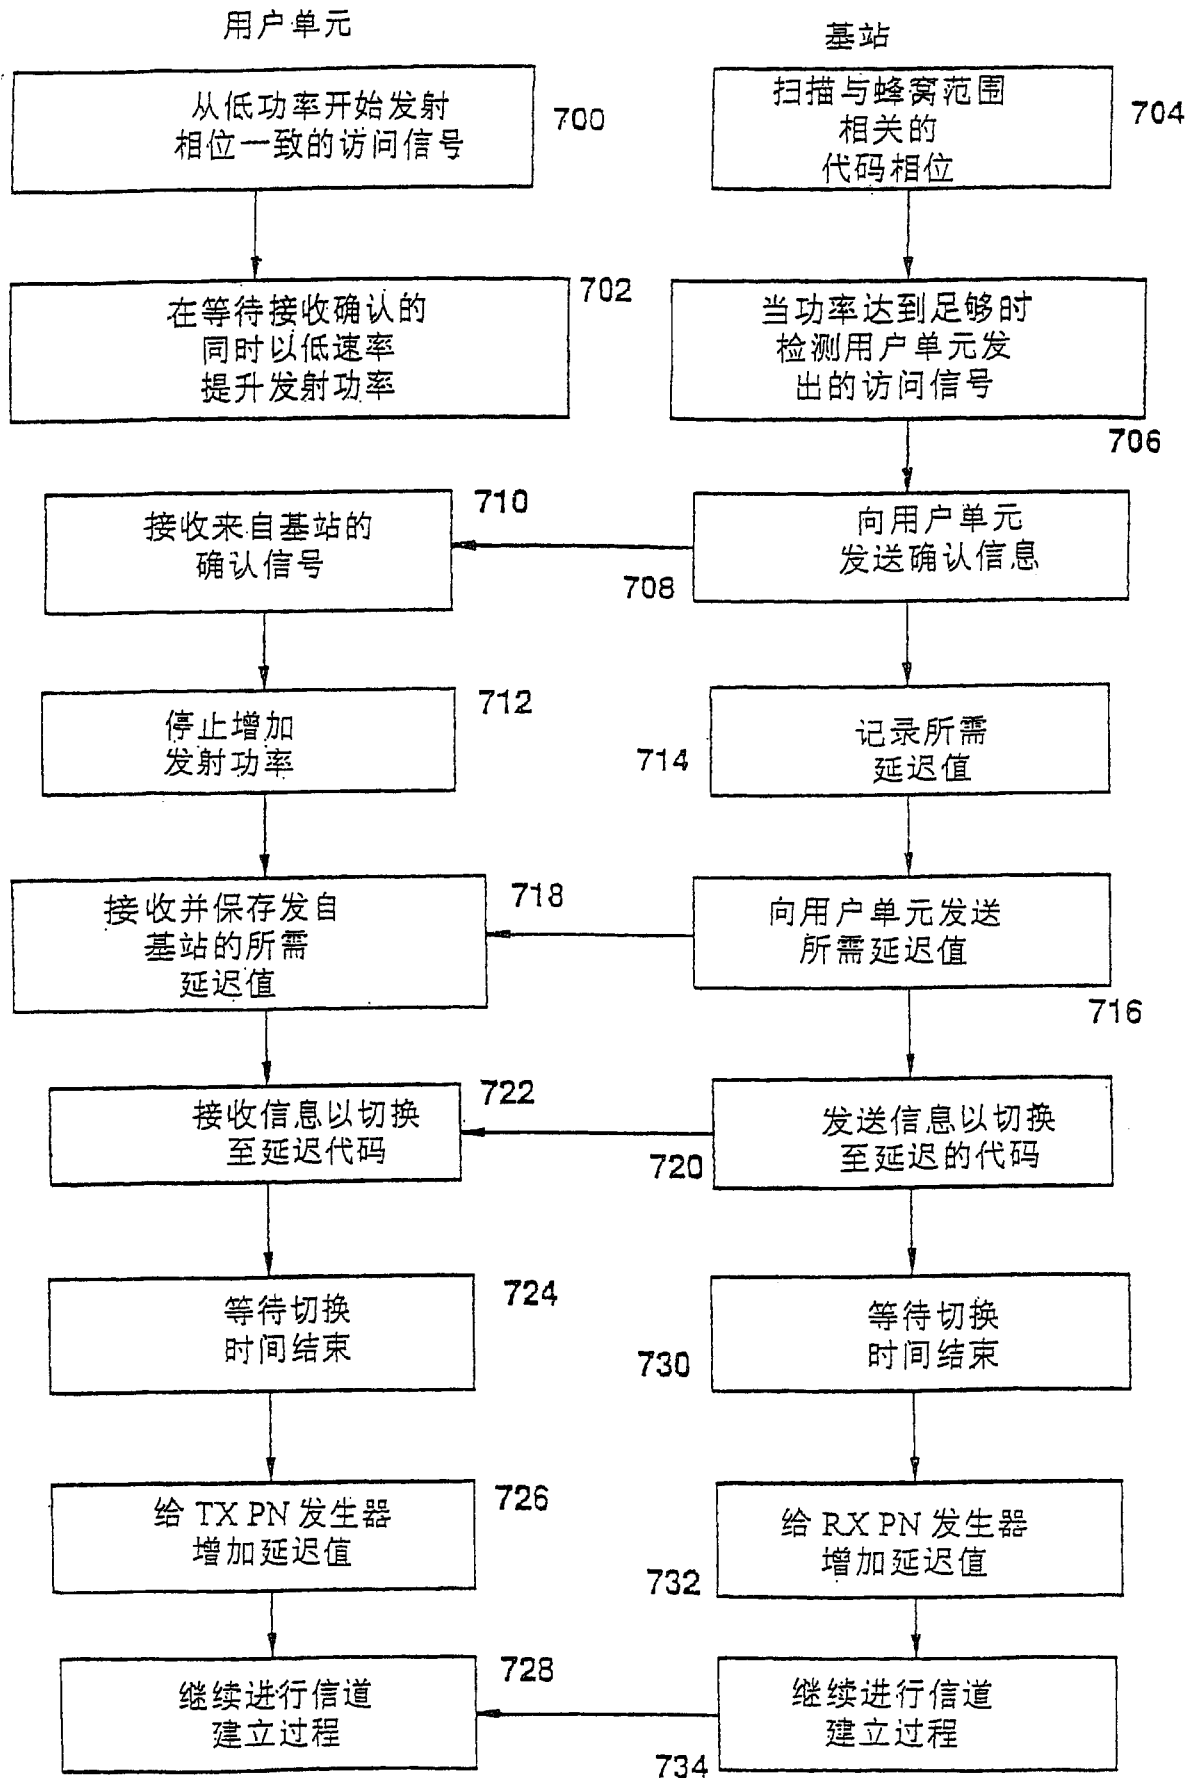 用户单元
基站
从低功率开始发射
相位一致的访问信号
700
扫描与蜂窝范围
相关的
代码相位
704
在等待接收确认的
同时以低速率
提升发射功率
702
当功率达到足够时
检测用户单元发
出的访问信号
706
接收来自基站的
确认信号
710
向用户单元
发送确认信息
708
停止增加
发射功率
712
记录所需
延迟值
714
接收并保存发自
基站的所需
延迟值
718
向用户单元发送
所需延迟值
716
接收信息以切换
至延迟代码
722
发送信息以切换
至延迟的代码
720
等待切换
时间结束
724
等待切换
时间结束
730
给 TX PN 发生器
增加延迟值
726
给 RX PN 发生器
增加延迟值
732
继续进行信道
建立过程
728
继续进行信道
建立过程
734